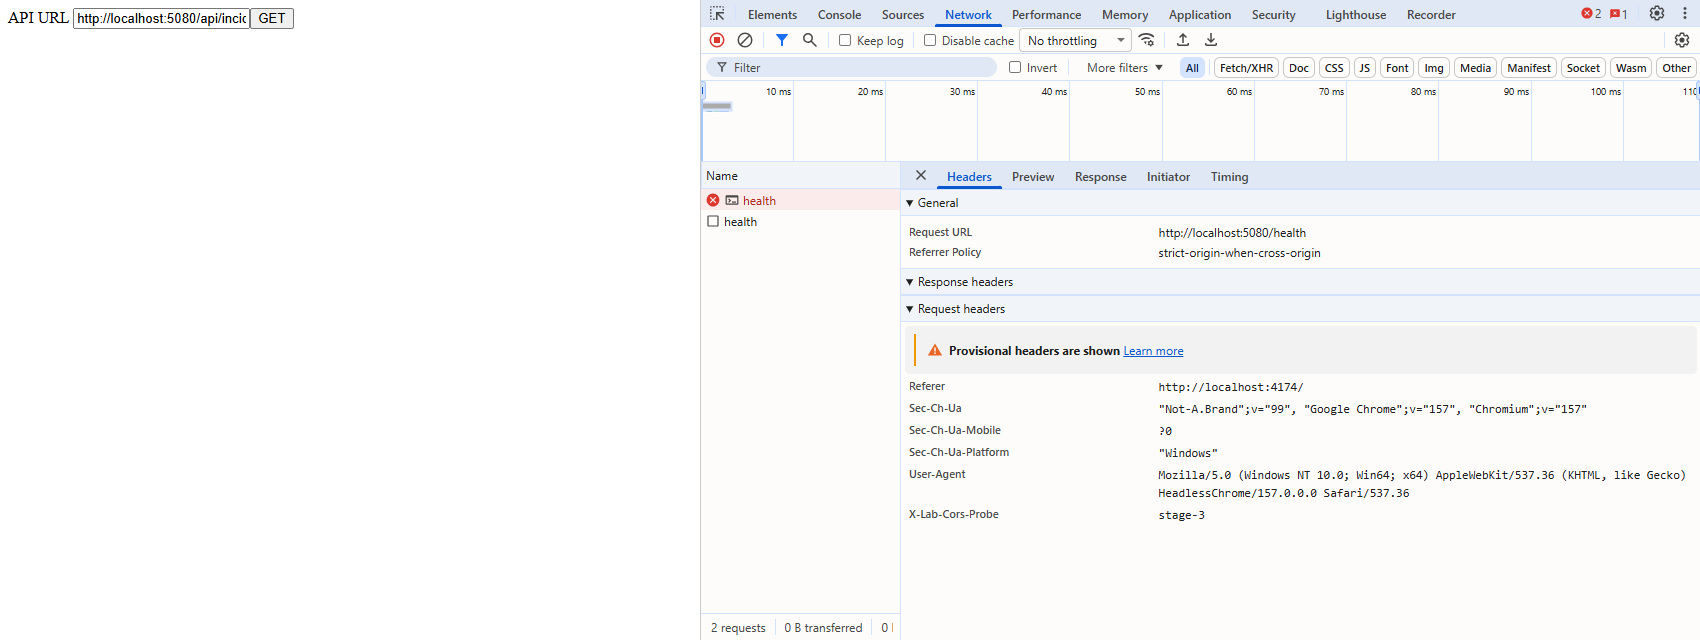 API URL http://localhost:5080/api/incid GET
Elements Console Sources Network Performance Memory Application Security Lighthouse Recorder 2 1
Keep log Disable cache No throttling
Filter Invert More filters All Fetch/XHR Doc CSS JS Font Img Media Manifest Socket Wasm Other
10 ms 20 ms 30 ms 40 ms 50 ms 60 ms 70 ms 80 ms 90 ms 100 ms 110
Name
health
health
2 requests 0 B transferred 0
Headers Preview Response Initiator Timing
General
Request URL http://localhost:5080/health
Referrer Policy strict-origin-when-cross-origin
Response headers
Request headers
Provisional headers are shown Learn more
Referer http://localhost:4174/
Sec-Ch-Ua "Not-A.Brand";v="99", "Google Chrome";v="157", "Chromium";v="157"
Sec-Ch-Ua-Mobile ?0
Sec-Ch-Ua-Platform "Windows"
User-Agent Mozilla/5.0 (Windows NT 10.0; Win64; x64) AppleWebKit/537.36 (KHTML, like Gecko)
HeadlessChrome/157.0.0.0 Safari/537.36
X-Lab-Cors-Probe stage-3